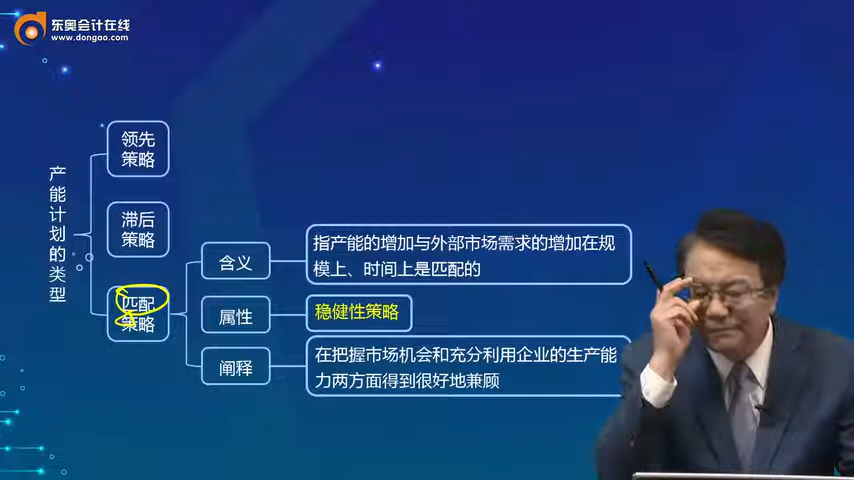 东奥会计在线
www.dongao.com
产能计划的类型
领先
策略
滞后
策略
匹配
策略
含义
指产能的增加与外部市场需求的增加在规
模上、时间上是匹配的
属性
稳健性策略
阐释
在把握市场机会和充分利用企业的生产能
力两方面得到很好地兼顾